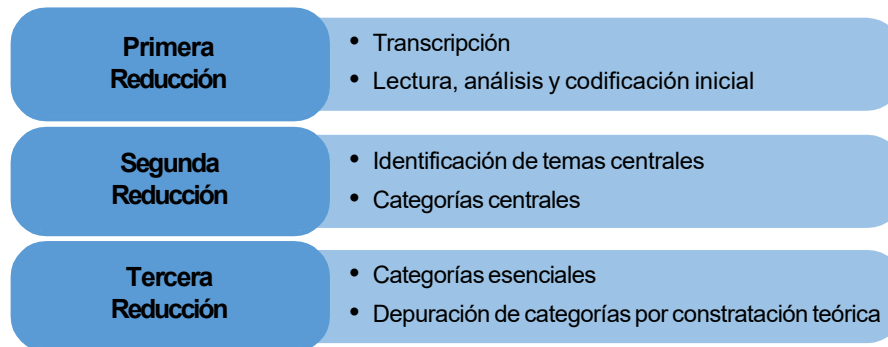 Primera
Reducción
• Transcripción
• Lectura, análisis y codificación inicial
Segunda
Reducción
• Identificación de temas centrales
• Categorías centrales
Tercera
Reducción
• Categorías esenciales
• Depuración de categorías por constratación teórica